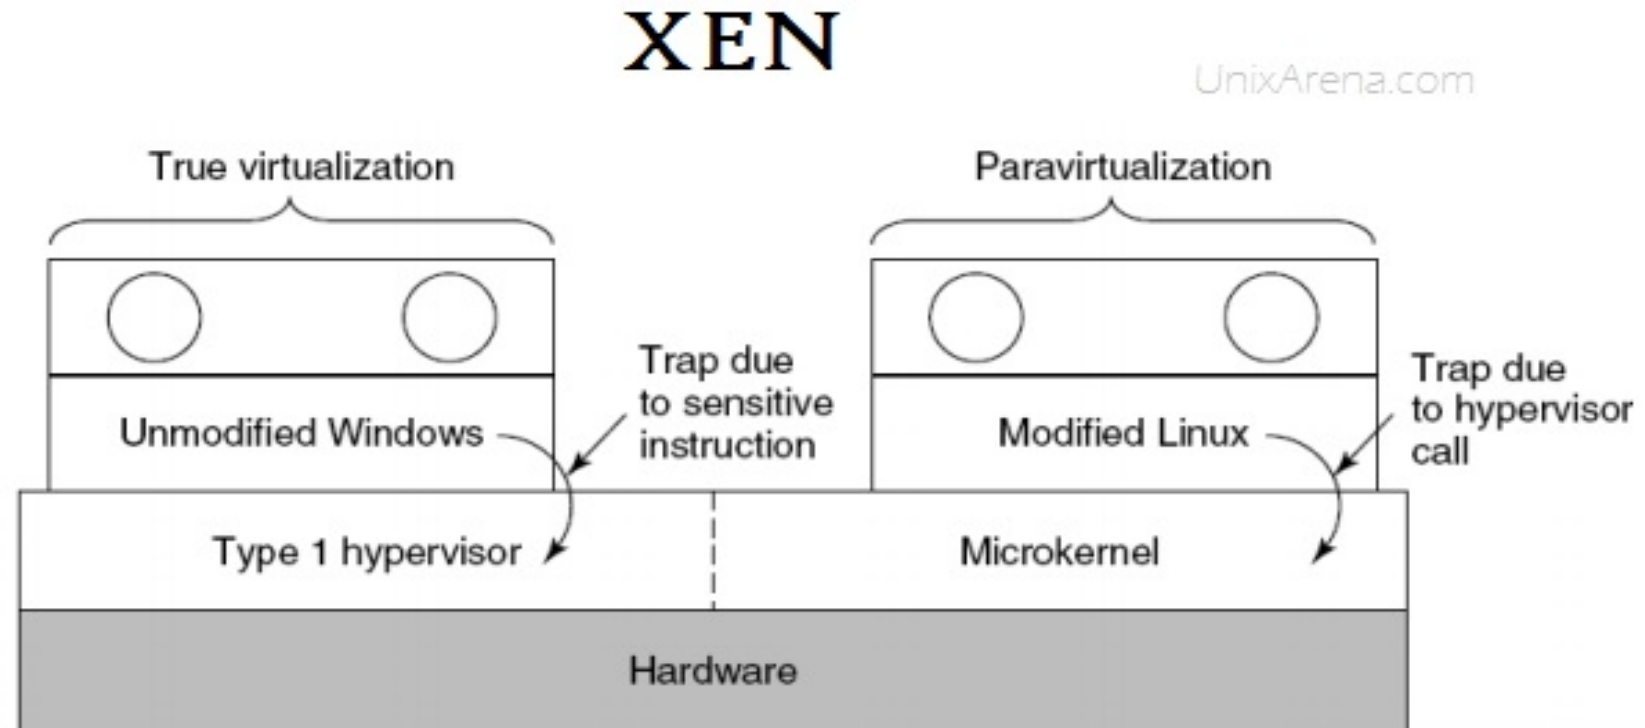 XEN
UnixArena.com
True virtualization
Paravirtualization
Trap due
to sensitive
instruction
Trap due
to hypervisor
call
Unmodified Windows
Modified Linux
Type 1 hypervisor
Microkernel
Hardware